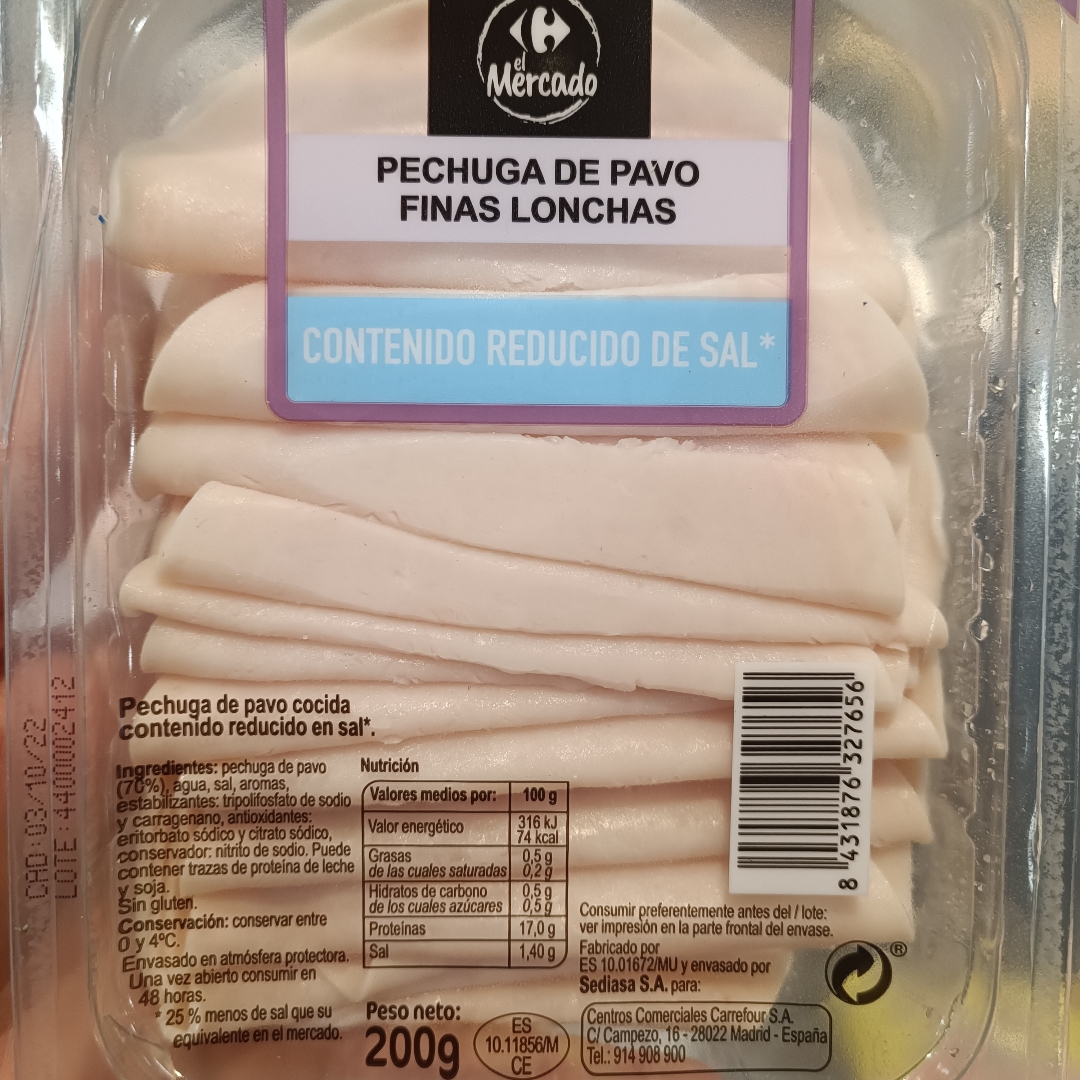 el
Mercado
PECHUGA DE PAVO
FINAS LONCHAS
CONTENIDO REDUCIDO DE SAL*
CAD:03/10/22
LOTE:4400002412
Pechuga de pavo cocida
contenido reducido en sal*.
Ingredientes: pechuga de pavo
(70%), agua, sal, aromas,
estabilizantes: tripolifosfato de sodio
y carragenano, antioxidantes:
eritorbato sódico y citrato sódico,
conservador: nitrito de sodio. Puede
contener trazas de proteína de leche
y soja.
Sin gluten.
Conservación: conservar entre
0 y 4ºC.
Envasado en atmósfera protectora.
Una vez abierto consumir en
48 horas.
* 25 % menos de sal que su
equivalente en el mercado.
Nutrición
Valores medios por: 100 g
Valor energético 316 kJ
74 kcal
Grasas 0,5 g
de las cuales saturadas 0,2 g
Hidratos de carbono 0,5 g
de los cuales azúcares 0,5 g
Proteínas 17,0 g
Sal 1,40 g
Peso neto:
200g
ES
10.11856/M
CE
8 431876 327656
Consumir preferentemente antes del / lote:
ver impresión en la parte frontal del envase.
Fabricado por
ES 10.01672/MU y envasado por
Sediasa S.A. para:
®
Centros Comerciales Carrefour S.A.
C/ Campezo, 16 - 28022 Madrid - España
Tel.: 914 908 900